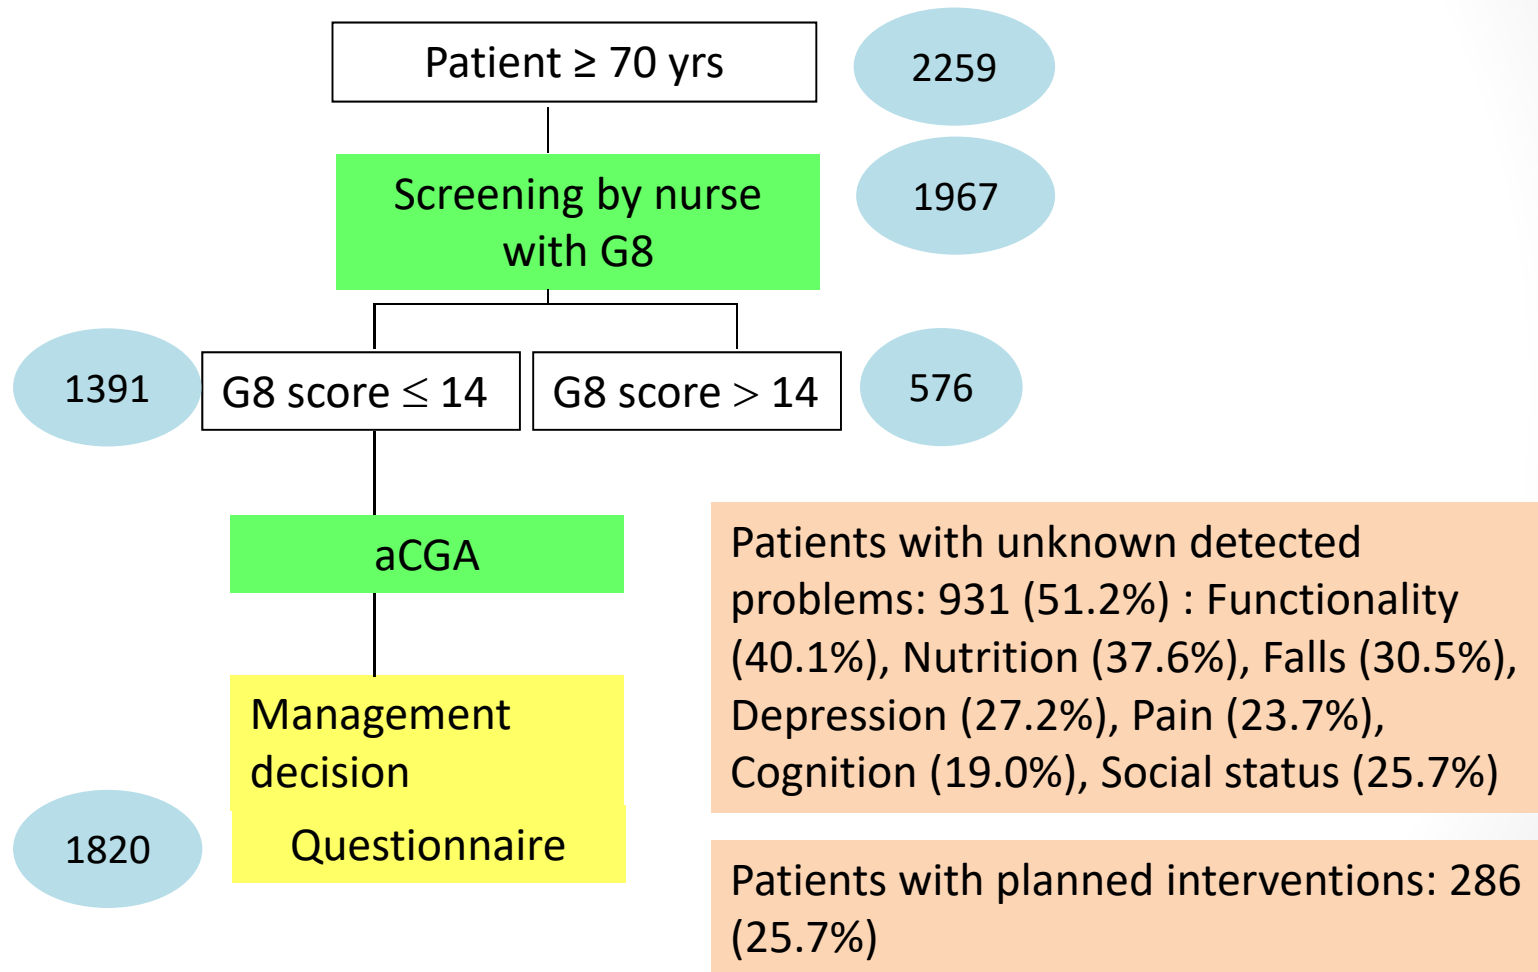 Patient ≥ 70 yrs
2259
Screening by nurse
with G8
1967
1391
G8 score ≤ 14
G8 score > 14
576
aCGA
Management
decision
Questionnaire
1820
Patients with unknown detected
problems: 931 (51.2%) : Functionality
(40.1%), Nutrition (37.6%), Falls (30.5%),
Depression (27.2%), Pain (23.7%),
Cognition (19.0%), Social status (25.7%)
Patients with planned interventions: 286
(25.7%)